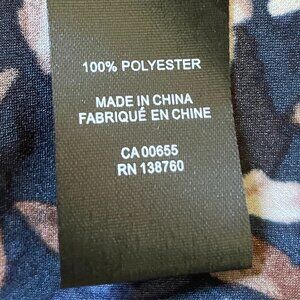 100% POLYESTER
MADE IN CHINA
FABRIQUÉ EN CHINE
CA 00655
RN 138760